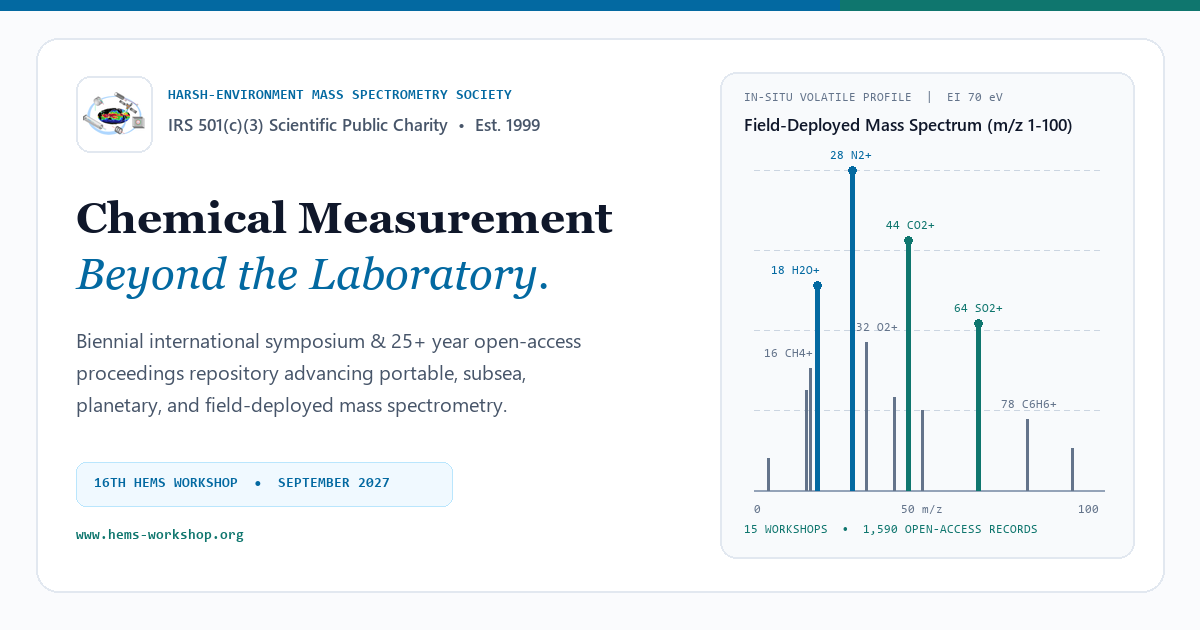 HARSH-ENVIRONMENT MASS SPECTROMETRY SOCIETY
IRS 501(c)(3) Scientific Public Charity • Est. 1999
Chemical Measurement
Beyond the Laboratory.
Biennial international symposium & 25+ year open-access
proceedings repository advancing portable, subsea,
planetary, and field-deployed mass spectrometry.
16TH HEMS WORKSHOP • SEPTEMBER 2027
www.hems-workshop.org
IN-SITU VOLATILE PROFILE | EI 70 eV
Field-Deployed Mass Spectrum (m/z 1-100)
28 N2+
44 CO2+
18 H2O+
64 SO2+
32 O2+
16 CH4+
78 C6H6+
0 50 m/z 100
15 WORKSHOPS • 1,590 OPEN-ACCESS RECORDS